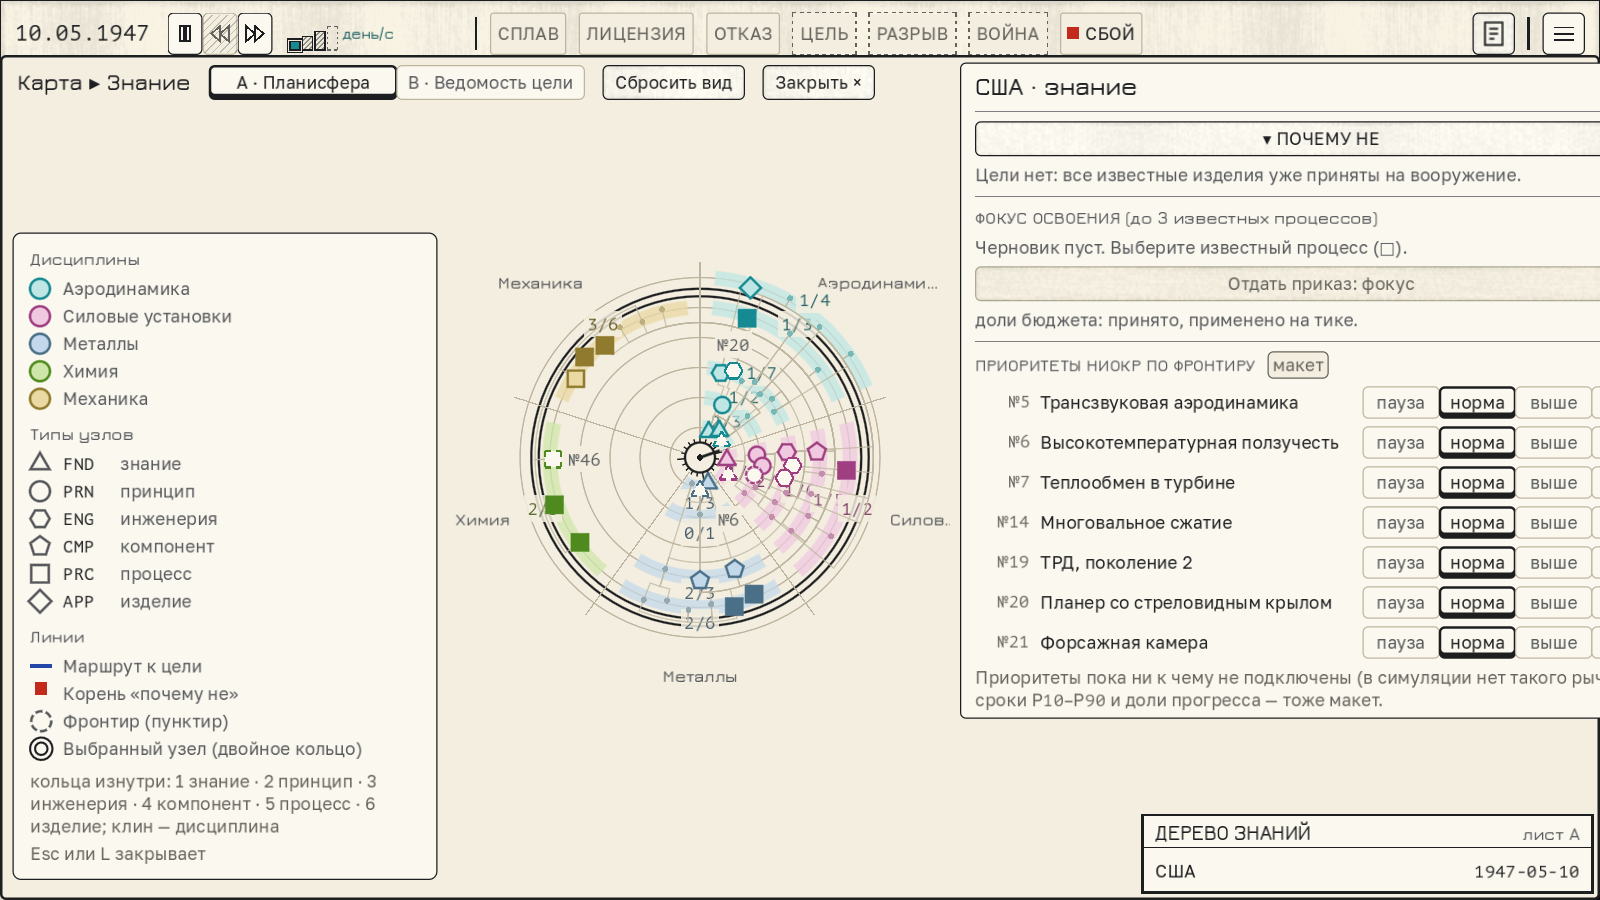 10.05.1947 день/с СПЛАВ ЛИЦЕНЗИЯ ОТКАЗ ЦЕЛЬ РАЗРЫВ ВОЙНА СБОЙ
Карта ▸ Знание A · Планисфера B · Ведомость цели Сбросить вид Закрыть ×
Дисциплины
Аэродинамика
Силовые установки
Металлы
Химия
Механика
Типы узлов
FND знание
PRN принцип
ENG инженерия
CMP компонент
PRC процесс
APP изделие
Линии
Маршрут к цели
Корень «почему не»
Фронтир (пунктир)
Выбранный узел (двойное кольцо)
кольца изнутри: 1 знание · 2 принцип · 3
инженерия · 4 компонент · 5 процесс · 6
изделие; клин — дисциплина
Esc или L закрывает
Механика
Аэродинами...
1/4
3/6
1/3
№20
1/7
1/2
№46
1/3
1/2
Химия
№6
Силов..
0/1
2/3
2/6
Металлы
США · знание
▾ ПОЧЕМУ НЕ
Цели нет: все известные изделия уже приняты на вооружение.
ФОКУС ОСВОЕНИЯ (до 3 известных процессов)
Черновик пуст. Выберите известный процесс (□).
Отдать приказ: фокус
доли бюджета: принято, применено на тике.
ПРИОРИТЕТЫ НИОКР ПО ФРОНТИРУ макет
№5 Трансзвуковая аэродинамика пауза норма выше
№6 Высокотемпературная ползучесть пауза норма выше
№7 Теплообмен в турбине пауза норма выше
№14 Многовальное сжатие пауза норма выше
№19 ТРД, поколение 2 пауза норма выше
№20 Планер со стреловидным крылом пауза норма выше
№21 Форсажная камера пауза норма выше
Приоритеты пока ни к чему не подключены (в симуляции нет такого рыч
сроки P10–P90 и доли прогресса — тоже макет.
ДЕРЕВО ЗНАНИЙ лист A
США 1947-05-10